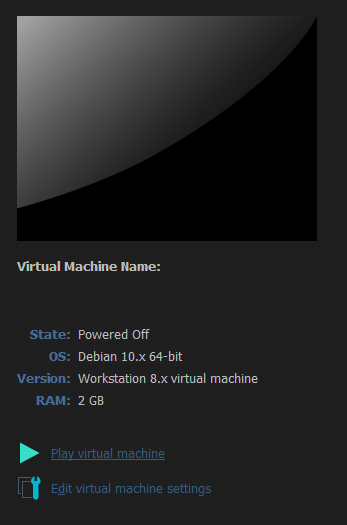 Virtual Machine Name:
State: Powered Off
OS: Debian 10.x 64-bit
Version: Workstation 8.x virtual machine
RAM: 2 GB
Play virtual machine
Edit virtual machine settings